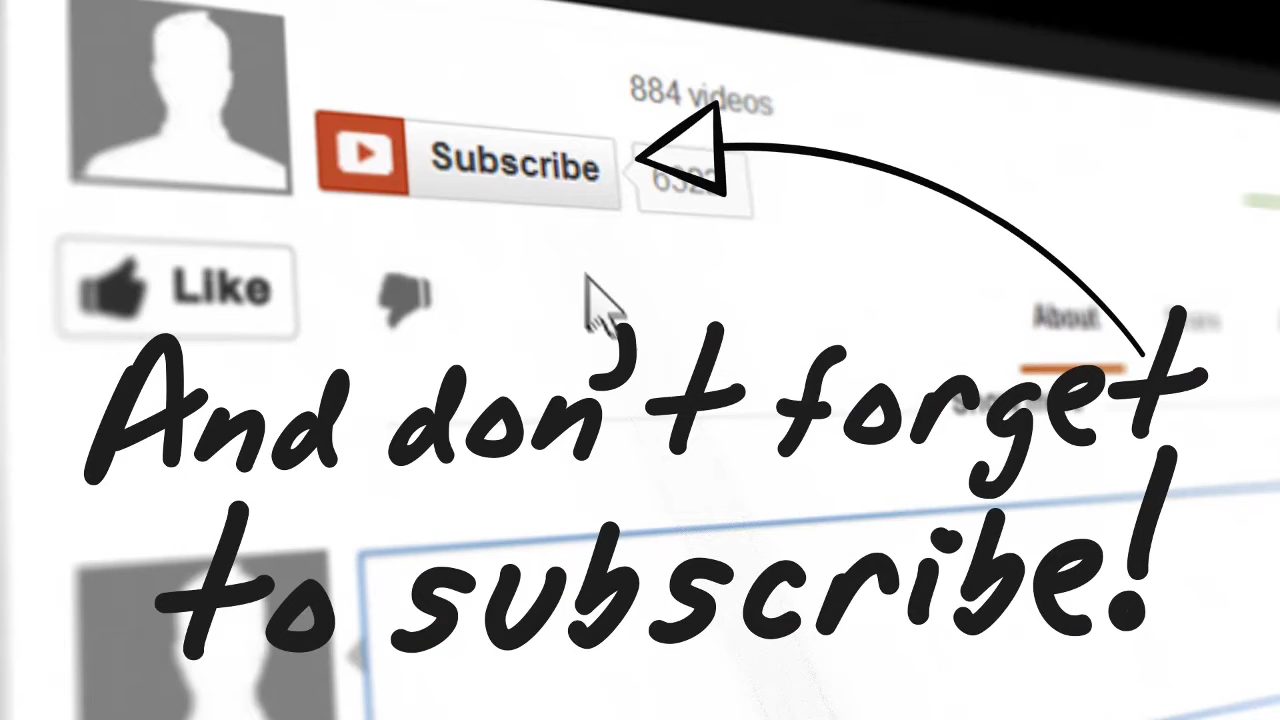 884 videos
Subscribe
Like
About
And don't forget
to subscribe!